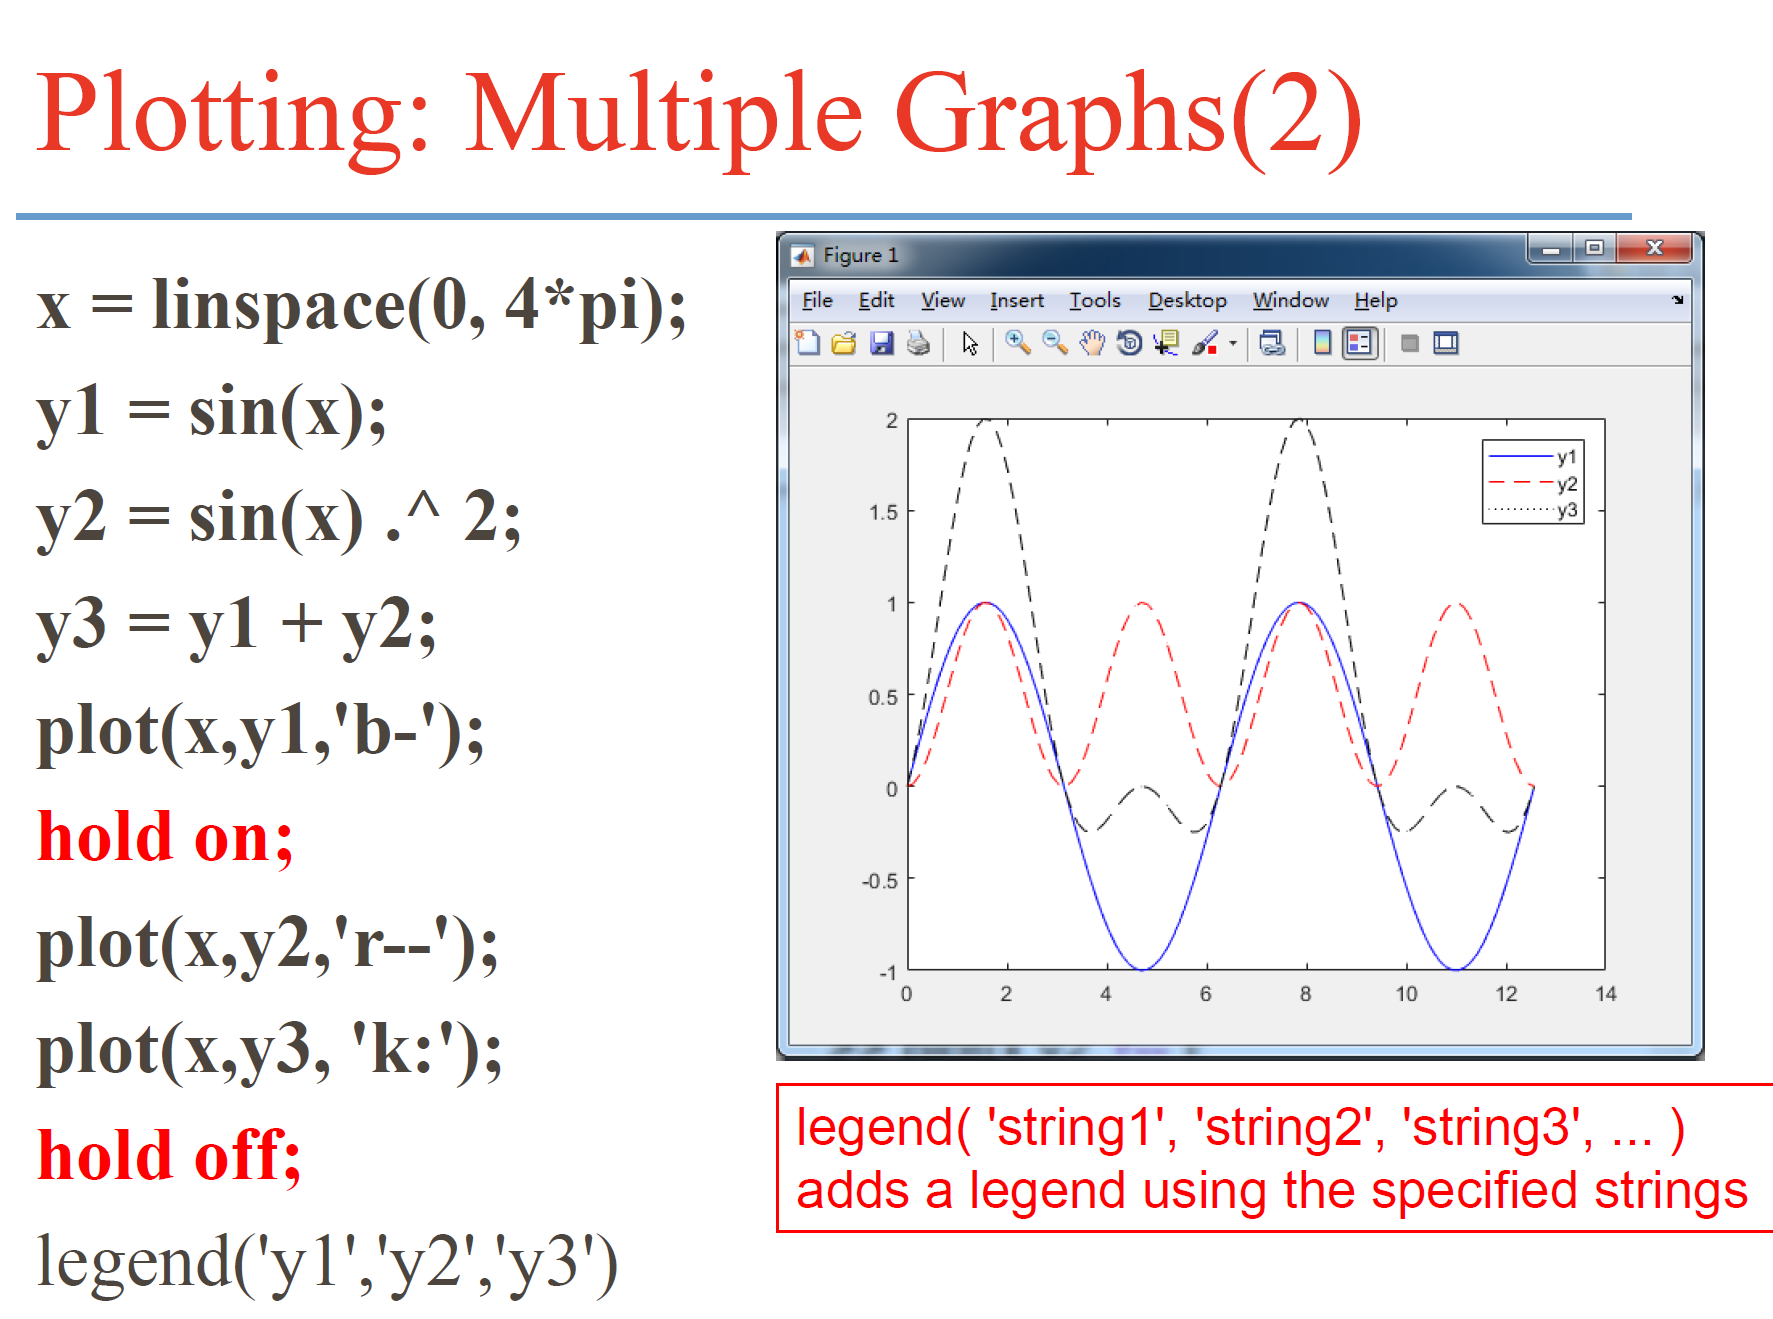 Plotting: Multiple Graphs(2)
x = linspace(0, 4*pi);
y1 = sin(x);
y2 = sin(x) .^ 2;
y3 = y1 + y2;
plot(x,y1,'b-');
hold on;
plot(x,y2,'r--');
plot(x,y3, 'k:');
hold off;
legend('y1','y2','y3')
Figure 1
File Edit View Insert Tools Desktop Window Help
2
1.5
1
0.5
0
-0.5
-1
0 2 4 6 8 10 12 14
y1
y2
y3
legend( 'string1', 'string2', 'string3', ... )
adds a legend using the specified strings